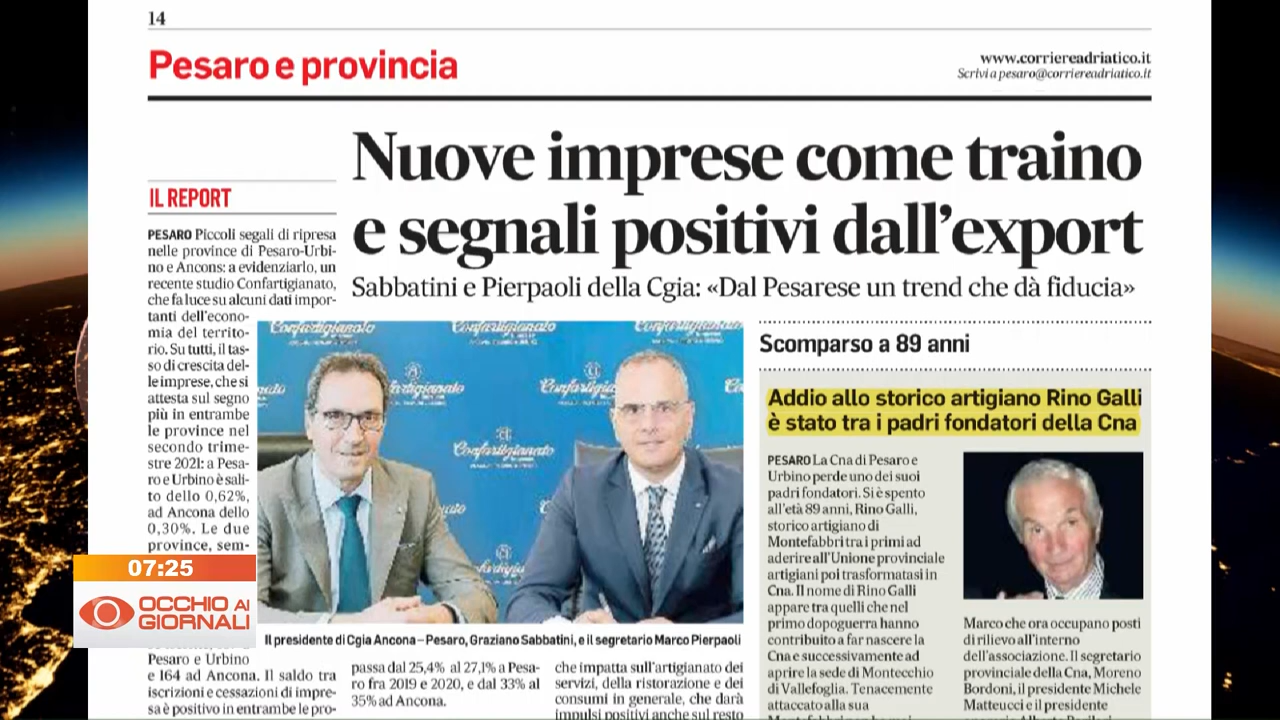 14
Pesaro e provincia
www.corriereadriatico.it
Scrivi a pesaro@corriereadriatico.it
Nuove imprese come traino
e segnali positivi dall'export
Sabbatini e Pierpaoli della Cgia: «Dal Pesarese un trend che dà fiducia»
IL REPORT
PESARO Piccoli segali di ripresa
nelle province di Pesaro-Urbi-
no e Ancons: a evidenziarlo, un
recente studio Confartigianato,
che fa luce su alcuni dati impor-
tanti dell'econo-
mia del territo-
rio. Su tutti, il tas-
so di crescita del-
le imprese, che si
attesta sul segno
più in entrambe
le province nel
secondo trime-
stre 2021: a Pesa-
ro e Urbino è sali-
to dello 0,62%,
ad Ancona dello
0,30%. Le due
province, sem-
07:25
OCCHIO AI
GIORNALI
Pesaro e Urbino
e 164 ad Ancona. Il saldo tra
iscrizioni e cessazioni di impre-
sa è positivo in entrambe le pro-
Confartigianato
Confartigianato
Confartigianato
Confartigianato
Confartigianato
Il presidente di Cgia Ancona – Pesaro, Graziano Sabbatini, e il segretario Marco Pierpaoli
passa dal 25,4% al 27,1% a Pesa-
ro fra 2019 e 2020, e dal 33% al
35% ad Ancona.
che impatta sull'artigianato dei
servizi, della ristorazione e dei
consumi in generale, che darà
impulsi positivi anche sul resto
Scomparso a 89 anni
Addio allo storico artigiano Rino Galli
è stato tra i padri fondatori della Cna
PESARO La Cna di Pesaro e
Urbino perde uno dei suoi
padri fondatori. Si è spento
all'età 89 anni, Rino Galli,
storico artigiano di
Montefabbri tra i primi ad
aderire all'Unione provinciale
artigiani poi trasformatasi in
Cna. Il nome di Rino Galli
appare tra quelli che nel
primo dopoguerra hanno
contribuito a far nascere la
Cna e successivamente ad
aprire la sede di Montecchio
di Vallefoglia. Tenacemente
attaccato alla sua
Marco che ora occupano posti
di rilievo all'interno
dell'associazione. Il segretario
provinciale della Cna, Moreno
Bordoni, il presidente Michele
Matteucci e il presidente